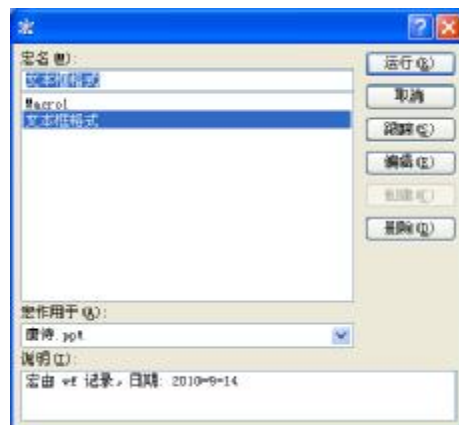 宏
宏名(M):
文本框格式
Macro1
文本框格式
运行(R)
取消
跟踪(S)
编辑(E)
创建(C)
删除(D)
宏作用于(A):
唐诗.ppt
说明(I):
宏由 wf 记录，日期: 2010-9-14